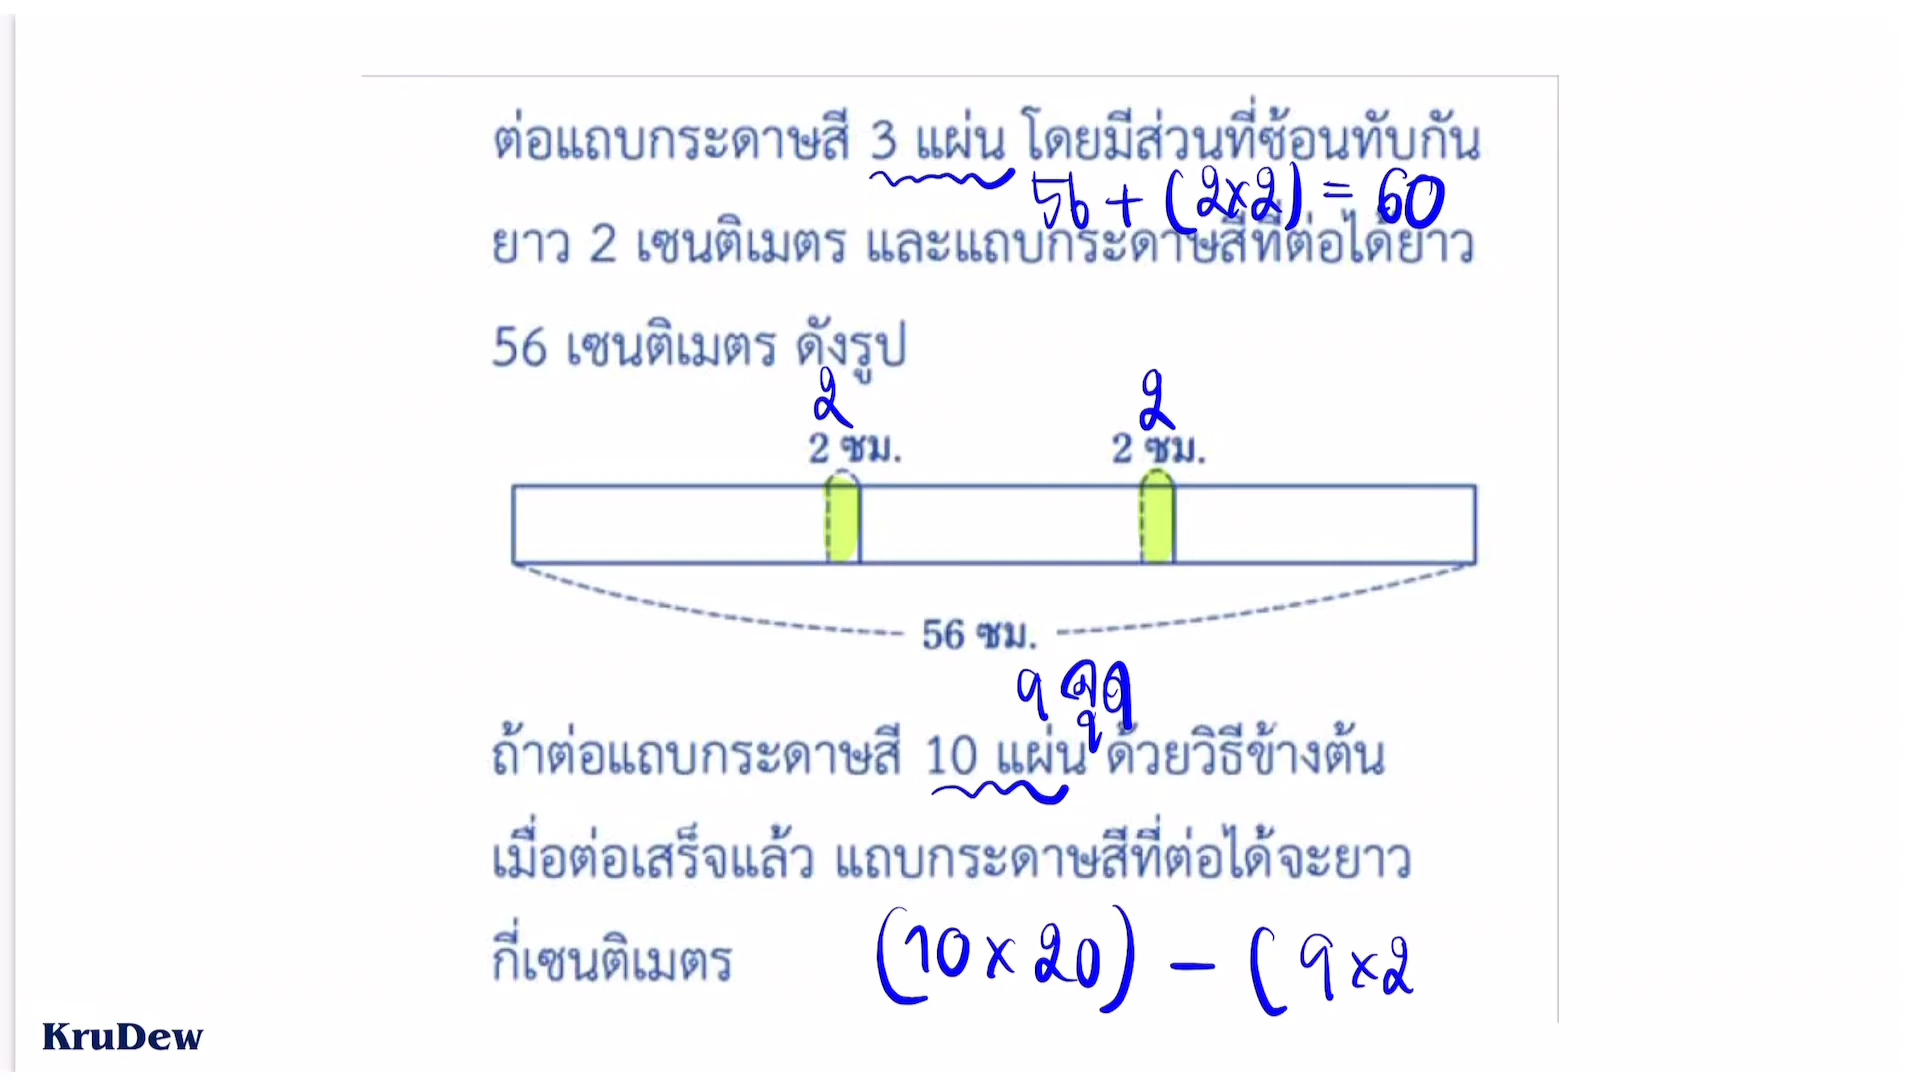 ต่อแถบกระดาษสี 3 แผ่น โดยมีส่วนที่ซ้อนทับกัน
56 + (2×2) = 60
ยาว 2 เซนติเมตร และแถบกระดาษสีที่ต่อได้ยาว
56 เซนติเมตร ดังรูป
2 2
2 ซม. 2 ซม.
56 ซม.
9 จุด
ถ้าต่อแถบกระดาษสี 10 แผ่น ด้วยวิธีข้างต้น
เมื่อต่อเสร็จแล้ว แถบกระดาษสีที่ต่อได้จะยาว
กี่เซนติเมตร (10 × 20) - ( 9 ×2
KruDew